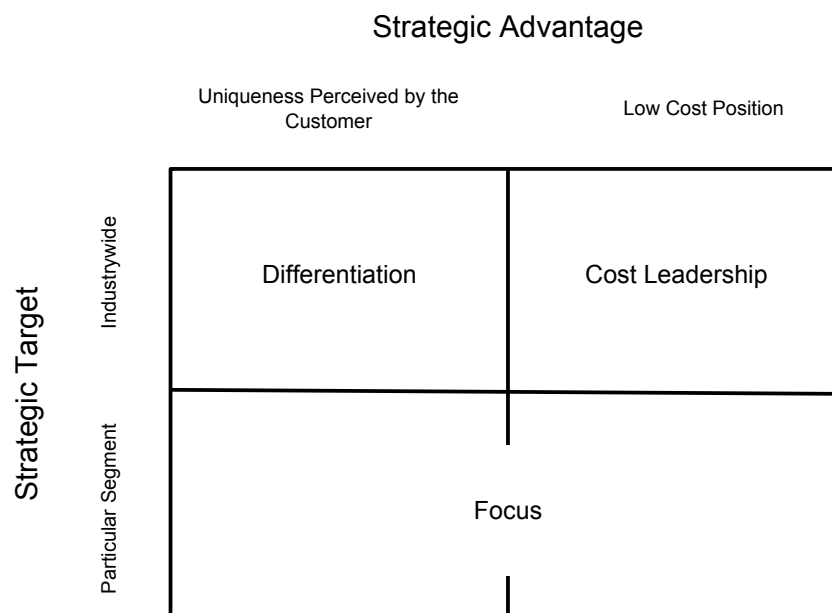 Strategic Advantage
Uniqueness Perceived by the
Customer
Low Cost Position
Strategic Target
Industrywide
Differentiation
Cost Leadership
Particular Segment
Focus